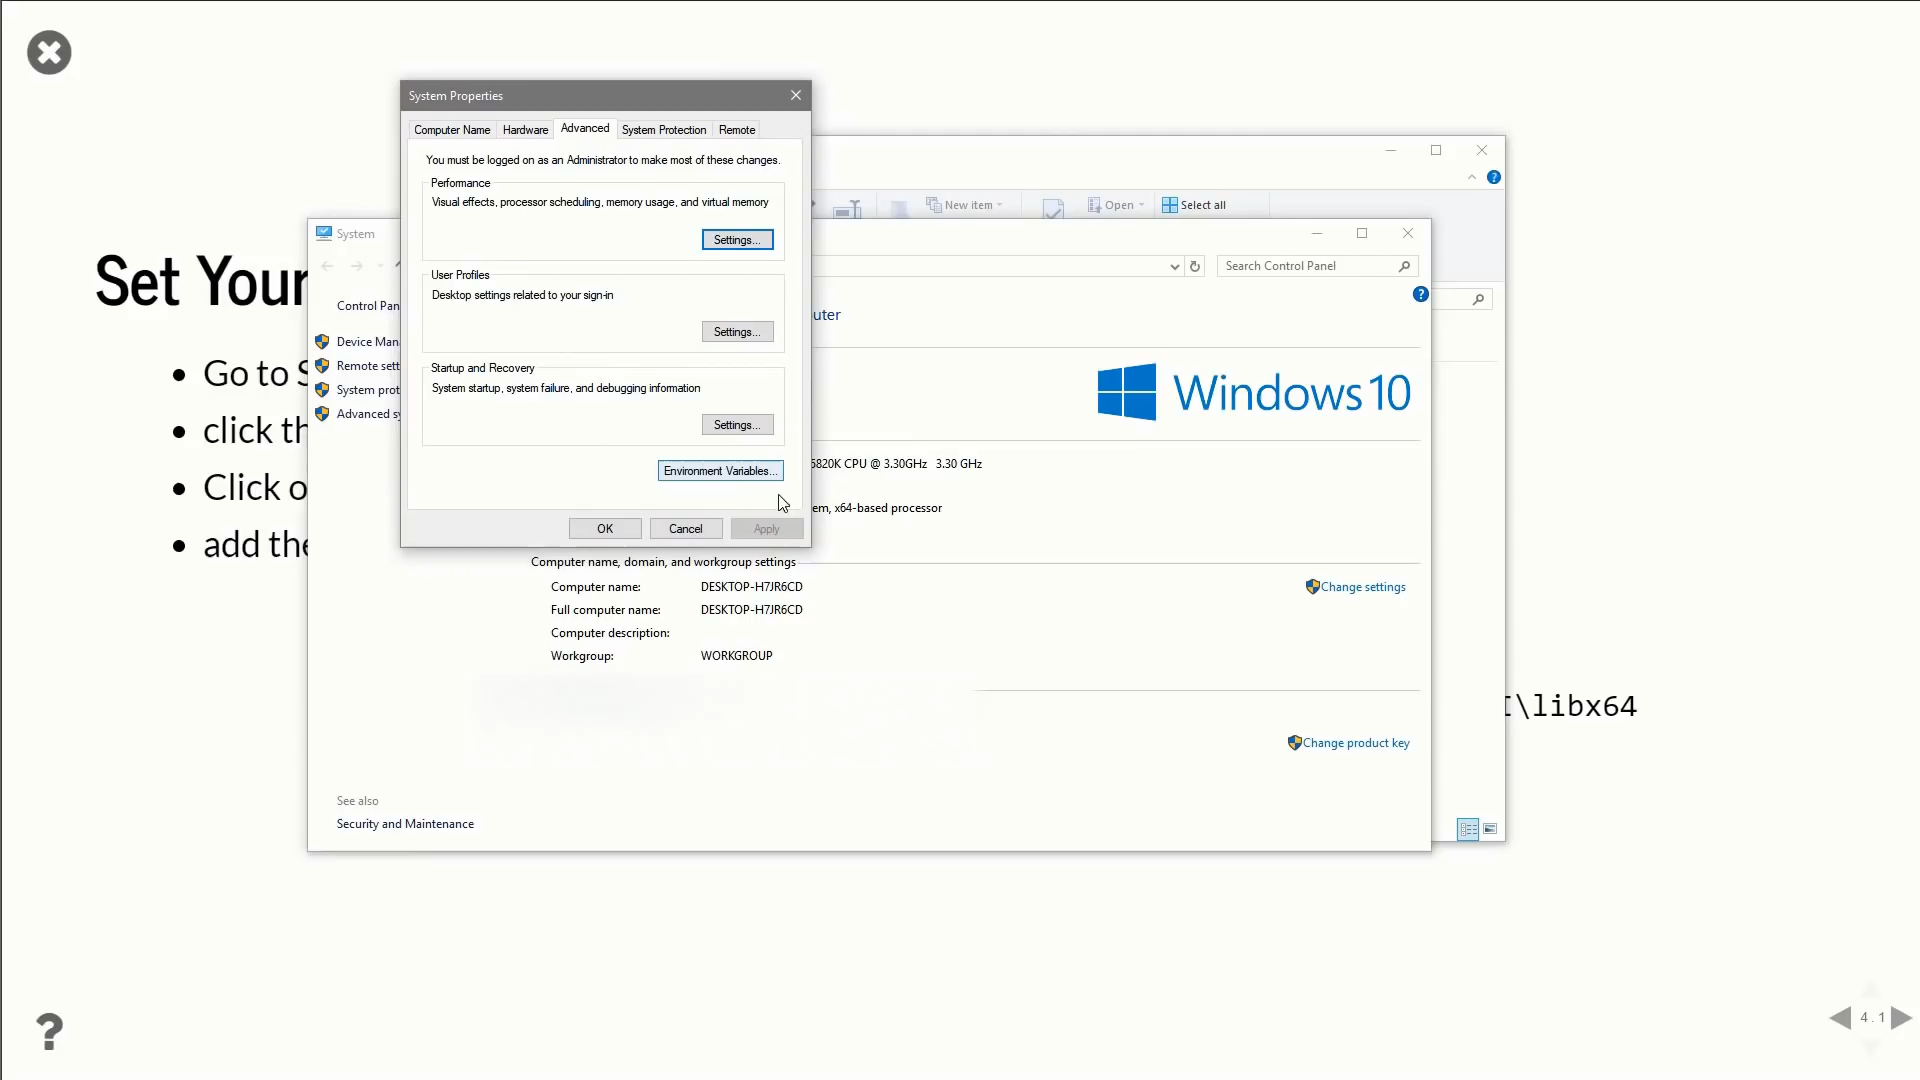 System Properties
Computer Name
Hardware
Advanced
System Protection
Remote
You must be logged on as an Administrator to make most of these changes.
Performance
Visual effects, processor scheduling, memory usage, and virtual memory
Settings...
User Profiles
Desktop settings related to your sign-in
Settings...
Startup and Recovery
System startup, system failure, and debugging information
Settings...
Environment Variables...
OK
Cancel
Apply
New item
Open
Select all
System
Search Control Panel
Control Pan
uter
Device Man
Remote sett
System prot
Advanced sy
Windows 10
6820K CPU @ 3.30GHz 3.30 GHz
em, x64-based processor
Computer name, domain, and workgroup settings
Computer name: DESKTOP-H7JR6CD
Change settings
Full computer name: DESKTOP-H7JR6CD
Computer description:
Workgroup: WORKGROUP
Change product key
See also
Security and Maintenance
Set Your
Go to S
click th
Click o
add the
\libx64
4.1